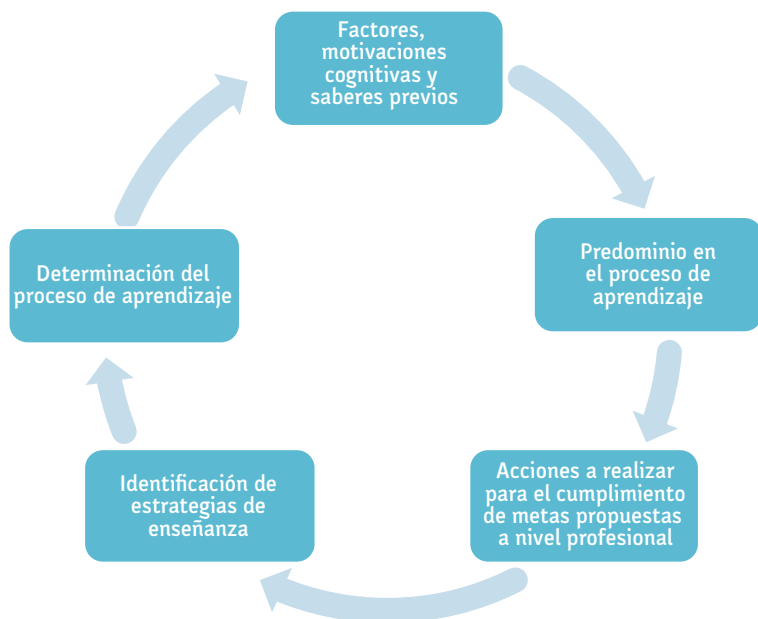 Factores,
motivaciones
cognitivas y
saberes previos
Predominio en
el proceso de
aprendizaje
Acciones a realizar
para el cumplimiento
de metas propuestas
a nivel profesional
Identificación de
estrategias de
enseñanza
Determinación del
proceso de aprendizaje